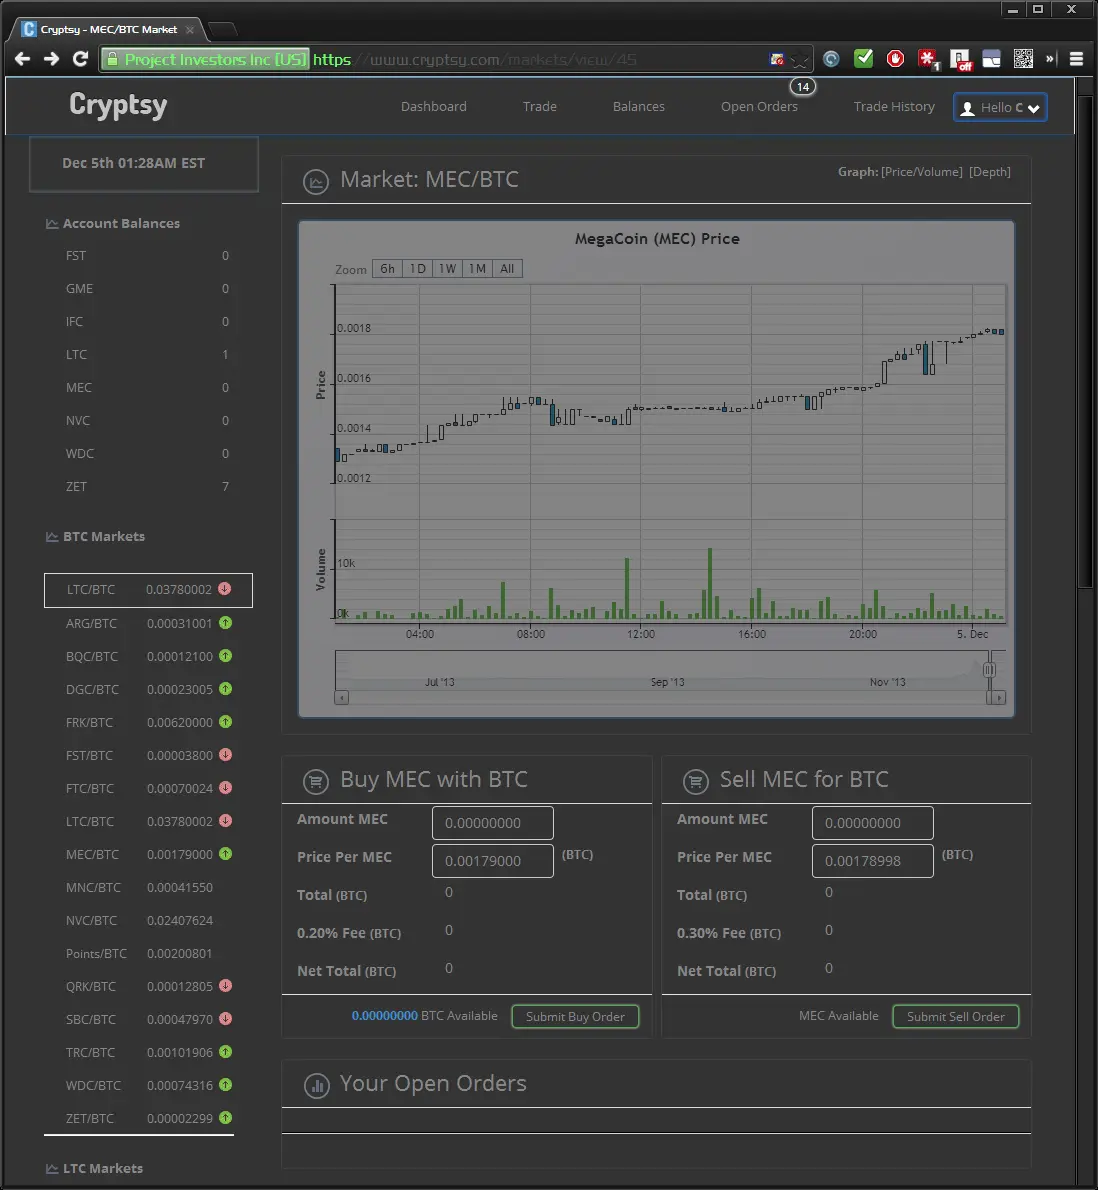 Cryptsy - MEC/BTC Market
Project Investors Inc [US] https://www.cryptsy.com/markets/view/45
1
off
Cryptsy
Dashboard
Trade
Balances
Open Orders
14
Trade History
Hello C
Dec 5th 01:28AM EST
Account Balances
FST 0
GME 0
IFC 0
LTC 1
MEC 0
NVC 0
WDC 0
ZET 7
BTC Markets
LTC/BTC 0.03780002
ARG/BTC 0.00031001
BQC/BTC 0.00012100
DGC/BTC 0.00023005
FRK/BTC 0.00620000
FST/BTC 0.00003800
FTC/BTC 0.00070024
LTC/BTC 0.03780002
MEC/BTC 0.00179000
MNC/BTC 0.00041550
NVC/BTC 0.02407624
Points/BTC 0.00200801
QRK/BTC 0.00012805
SBC/BTC 0.00047970
TRC/BTC 0.00101906
WDC/BTC 0.00074316
ZET/BTC 0.00002299
LTC Markets
Market: MEC/BTC
Graph: [Price/Volume] [Depth]
MegaCoin (MEC) Price
Zoom 6h 1D 1W 1M All
Price
0.0018
0.0016
0.0014
0.0012
Volume
10k
0k
04:00 08:00 12:00 16:00 20:00 5. Dec
Jul '13 Sep '13 Nov '13
Buy MEC with BTC
Amount MEC 0.00000000
Price Per MEC 0.00179000 (BTC)
Total (BTC) 0
0.20% Fee (BTC) 0
Net Total (BTC) 0
0.00000000 BTC Available Submit Buy Order
Sell MEC for BTC
Amount MEC 0.00000000
Price Per MEC 0.00178998 (BTC)
Total (BTC) 0
0.30% Fee (BTC) 0
Net Total (BTC) 0
MEC Available Submit Sell Order
Your Open Orders